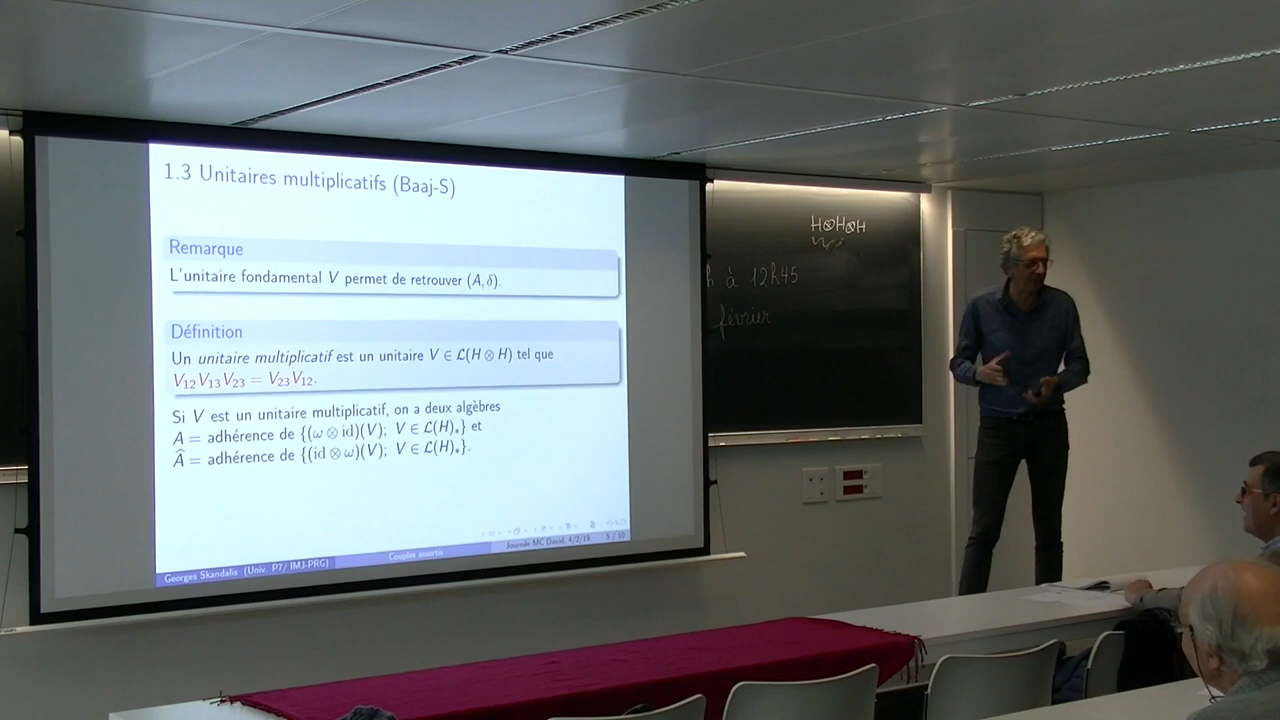 1.3 Unitaires multiplicatifs (Baaj-S)
Remarque
L'unitaire fondamental V permet de retrouver (A, δ).
Définition
Un unitaire multiplicatif est un unitaire V ∈ ℒ(H ⊗ H) tel que
V₁₂V₁₃V₂₃ = V₂₃V₁₂.
Si V est un unitaire multiplicatif, on a deux algèbres
A = adhérence de {(ω ⊗ id)(V); V ∈ ℒ(H)*} et
Â = adhérence de {(id ⊗ ω)(V); V ∈ ℒ(H)*}.
Georges Skandalis (Univ. P7/ IMJ-PRG)
Couples assortis
Journée MC David, 4/2/19
5 / 10
H⊗H⊗H
h à 12h45
février